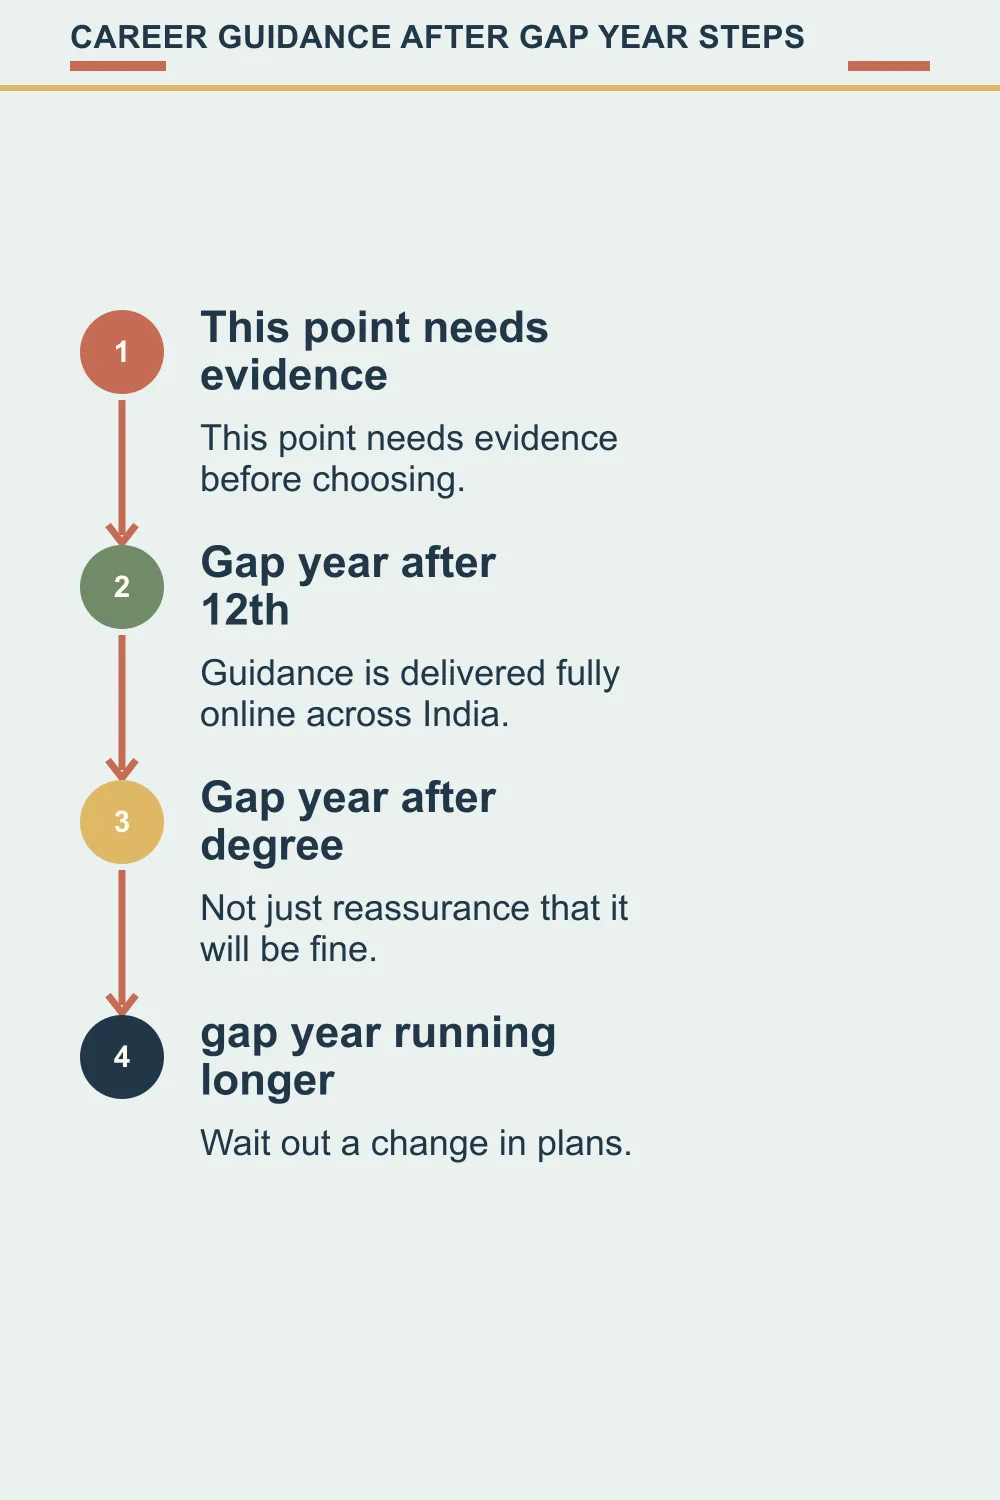 CAREER GUIDANCE AFTER GAP YEAR STEPS
1
This point needs
evidence
This point needs evidence
before choosing.
2
Gap year after
12th
Guidance is delivered fully
online across India.
3
Gap year after
degree
Not just reassurance that it
will be fine.
4
gap year running
longer
Wait out a change in plans.